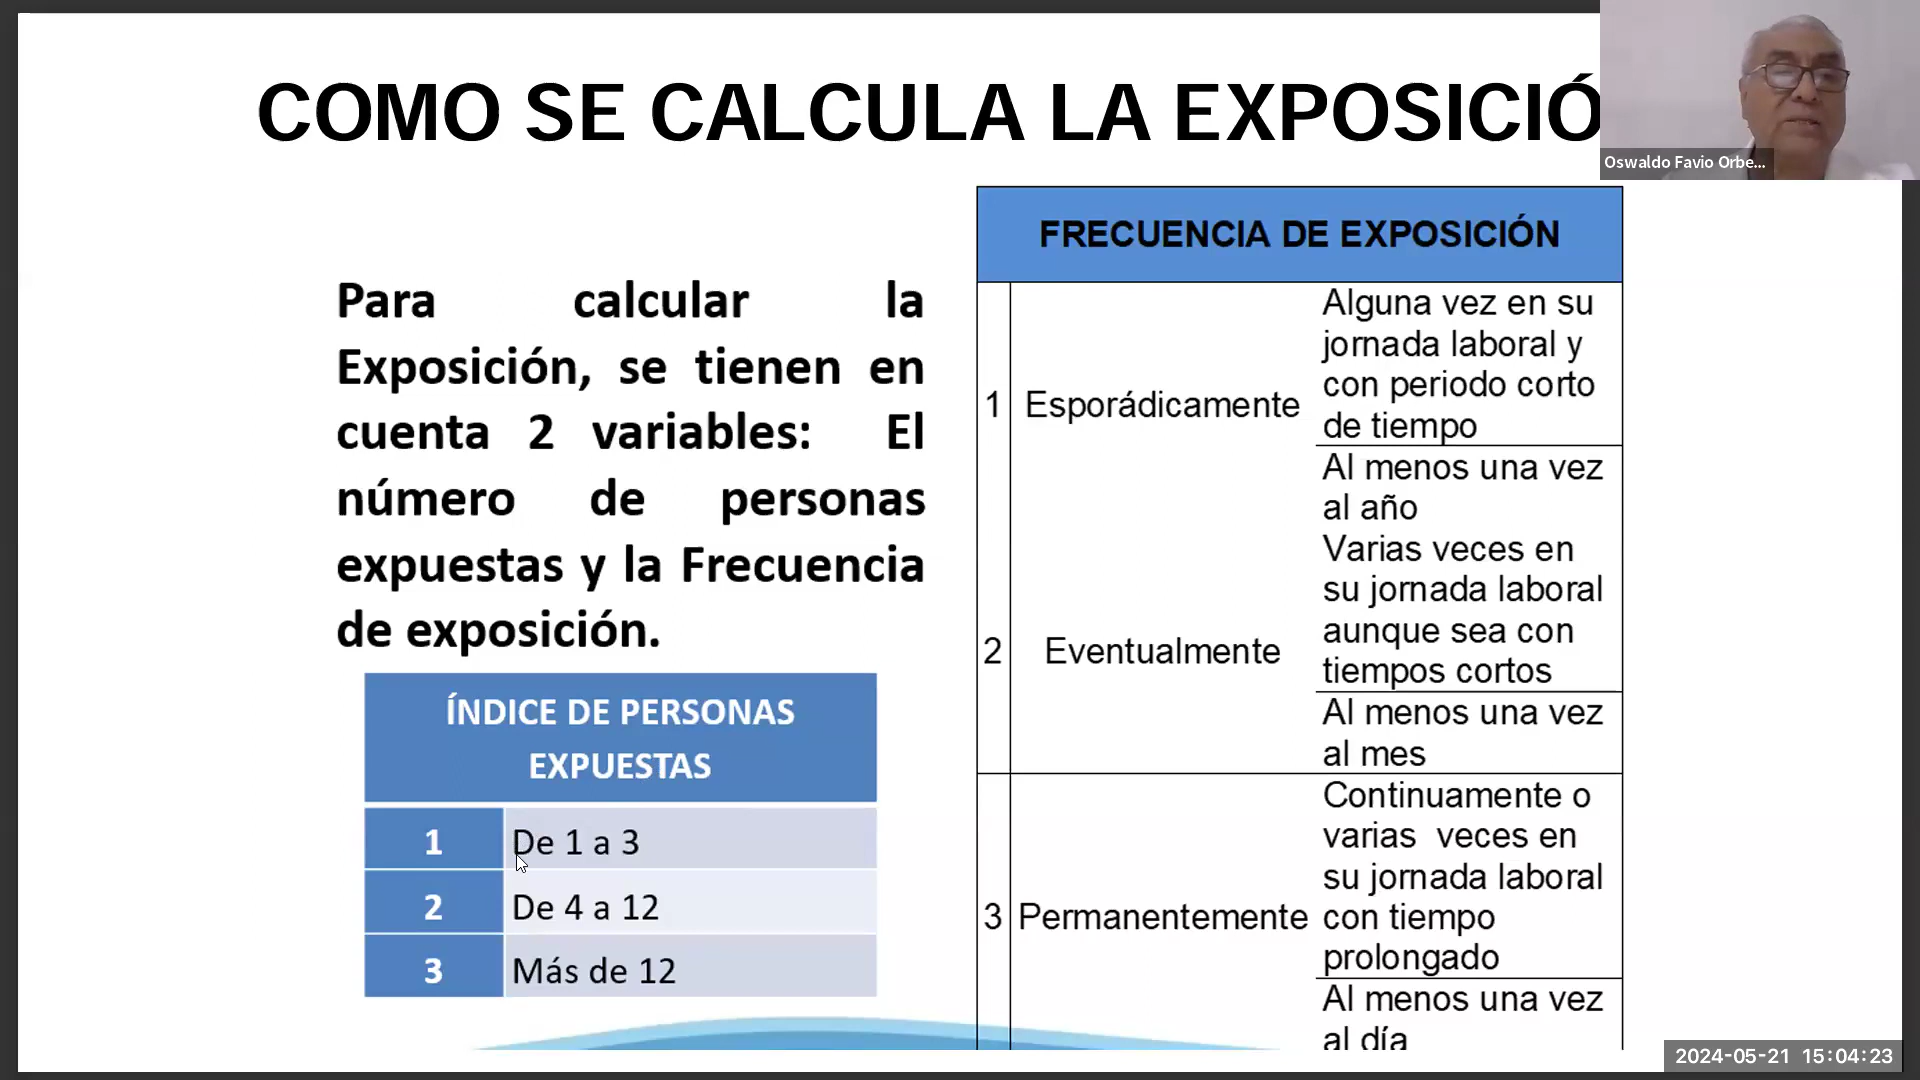 COMO SE CALCULA LA EXPOSICIÓ
Oswaldo Favio Orbe...
Para calcular la
Exposición, se tienen en
cuenta 2 variables: El
número de personas
expuestas y la Frecuencia
de exposición.
ÍNDICE DE PERSONAS
EXPUESTAS
1 De 1 a 3
2 De 4 a 12
3 Más de 12
FRECUENCIA DE EXPOSICIÓN
Alguna vez en su
jornada laboral y
con periodo corto
1 Esporádicamente
de tiempo
Al menos una vez
al año
Varias veces en
su jornada laboral
aunque sea con
2 Eventualmente
tiempos cortos
Al menos una vez
al mes
Continuamente o
varias veces en
su jornada laboral
3 Permanentemente con tiempo
prolongado
Al menos una vez
al día
2024-05-21 15:04:23